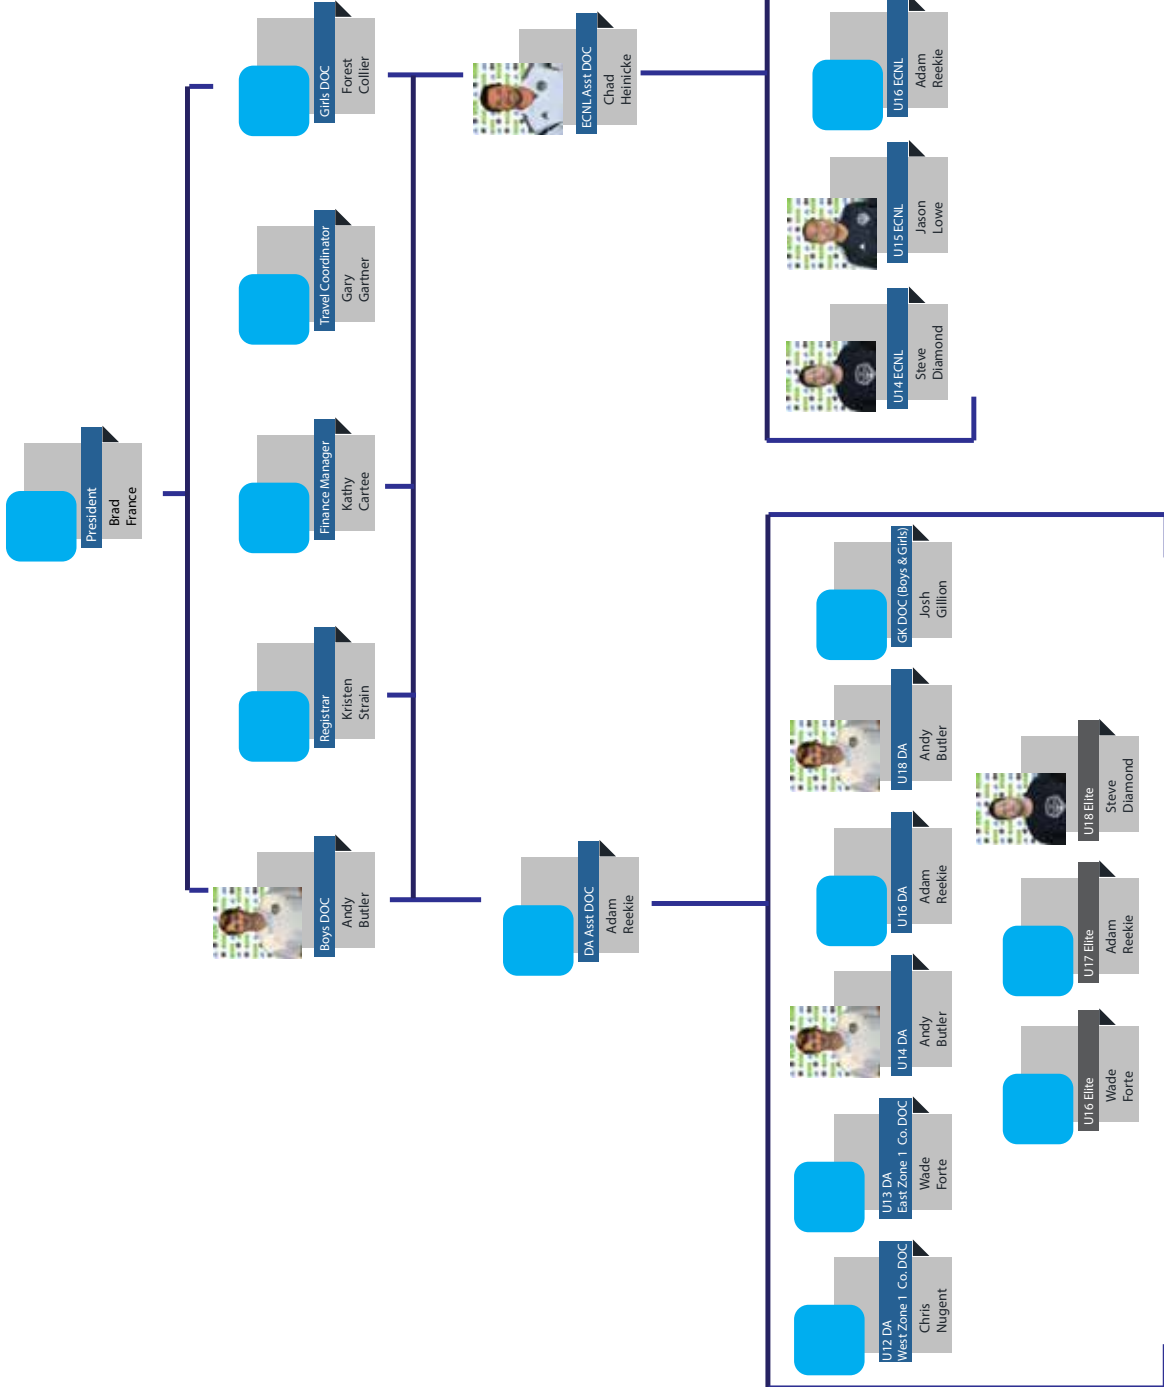 President
Brad
France
Boys DOC
Andy
Butler
Registrar
Kristen
Strain
Finance Manager
Kathy
Cartee
Travel Coordinator
Gary
Gartner
Girls DOC
Forest
Collier
DA Asst DOC
Adam
Reekie
ECNL Asst DOC
Chad
Heinicke
U12 DA
West Zone 1 Co. DOC
Chris
Nugent
U13 DA
East Zone 1 Co. DOC
Wade
Forte
U14 DA
Andy
Butler
U16 DA
Adam
Reekie
U18 DA
Andy
Butler
GK DOC (Boys & Girls)
Josh
Gillion
U14 ECNL
Steve
Diamond
U15 ECNL
Jason
Lowe
U16 ECNL
Adam
Reekie
U16 Elite
Wade
Forte
U17 Elite
Adam
Reekie
U18 Elite
Steve
Diamond